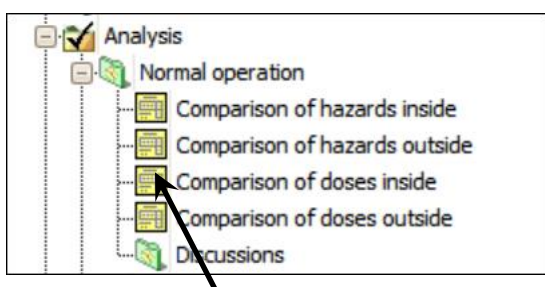 Analysis
Normal operation
Comparison of hazards inside
Comparison of hazards outside
Comparison of doses inside
Comparison of doses outside
Discussions